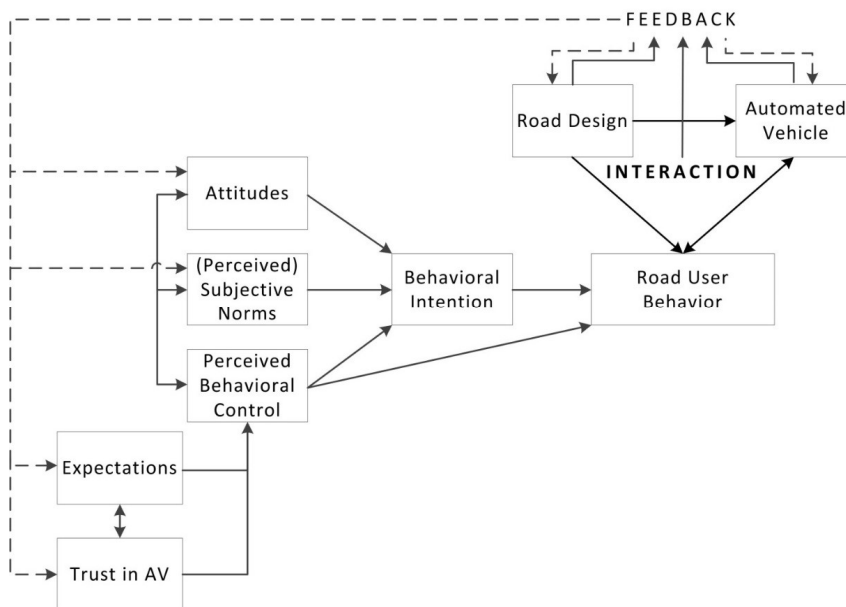 FEEDBACK
Road Design
Automated
Vehicle
INTERACTION
Attitudes
(Perceived)
Subjective
Norms
Behavioral
Intention
Road User
Behavior
Perceived
Behavioral
Control
Expectations
Trust in AV